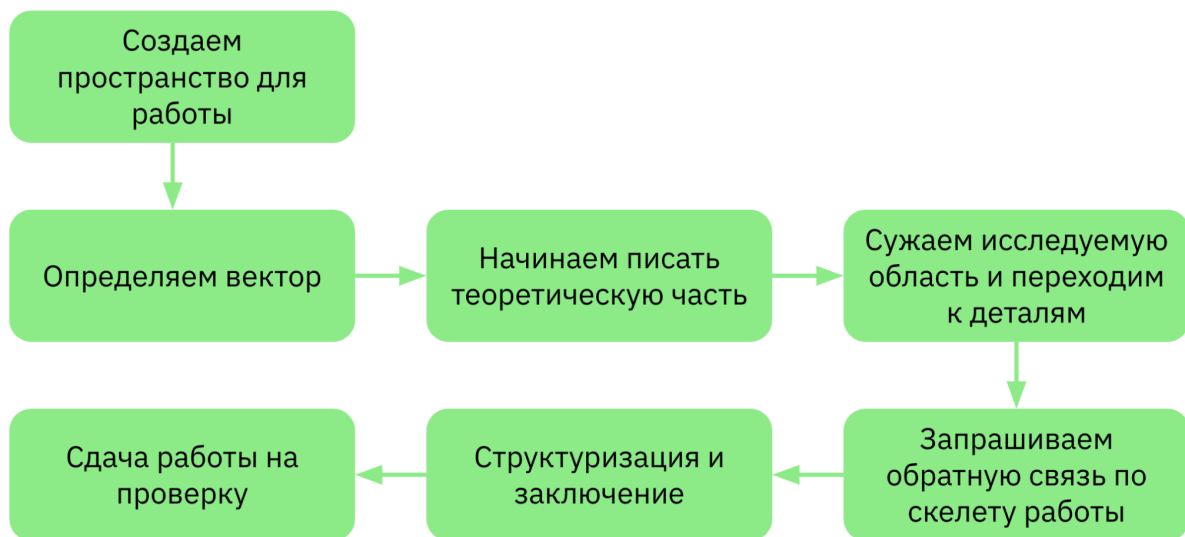 Создаем
пространство для
работы
Определяем вектор
Начинаем писать
теоретическую часть
Сужаем исследуемую
область и переходим
к деталям
Запрашиваем
обратную связь по
скелету работы
Структуризация и
заключение
Сдача работы на
проверку